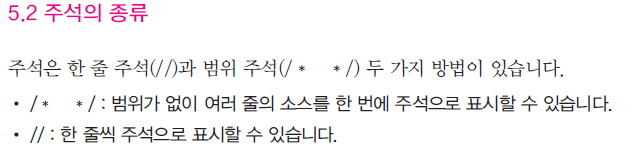 5.2 주석의 종류
주석은 한 줄 주석(//)과 범위 주석(/* */) 두 가지 방법이 있습니다.
• /* */ : 범위가 없이 여러 줄의 소스를 한 번에 주석으로 표시할 수 있습니다.
• // : 한 줄씩 주석으로 표시할 수 있습니다.